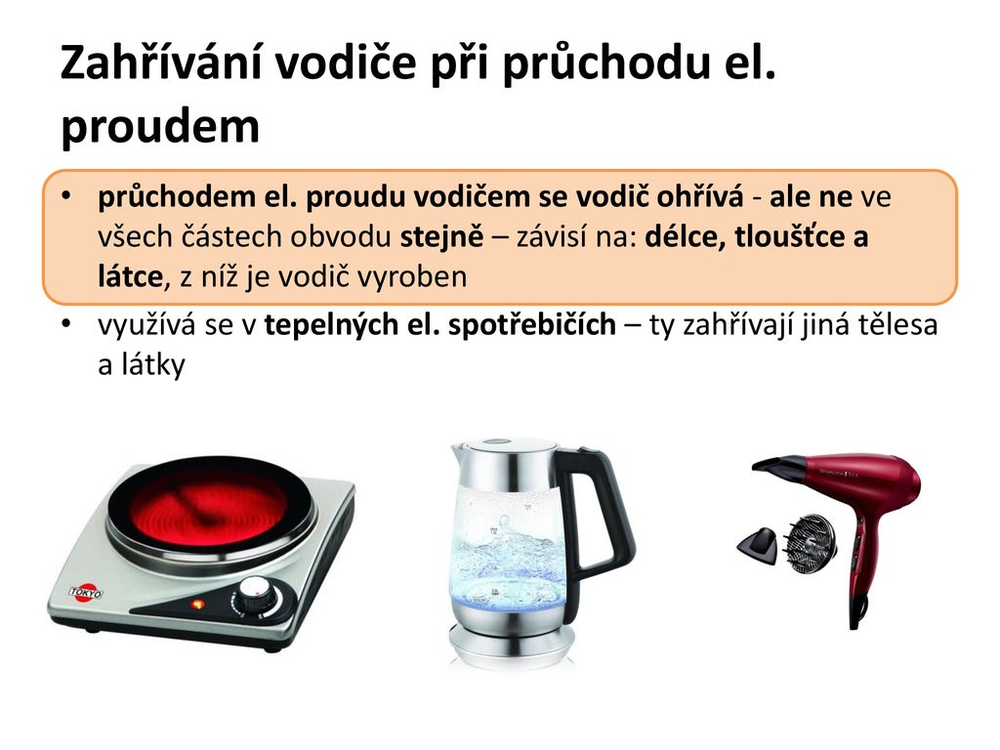 Zahřívání vodiče při průchodu el.
proudem
• průchodem el. proudu vodičem se vodič ohřívá - ale ne ve
všech částech obvodu stejně – závisí na: délce, tloušťce a
látce, z níž je vodič vyroben
• využívá se v tepelných el. spotřebičích – ty zahřívají jiná tělesa
a látky
TOKYO